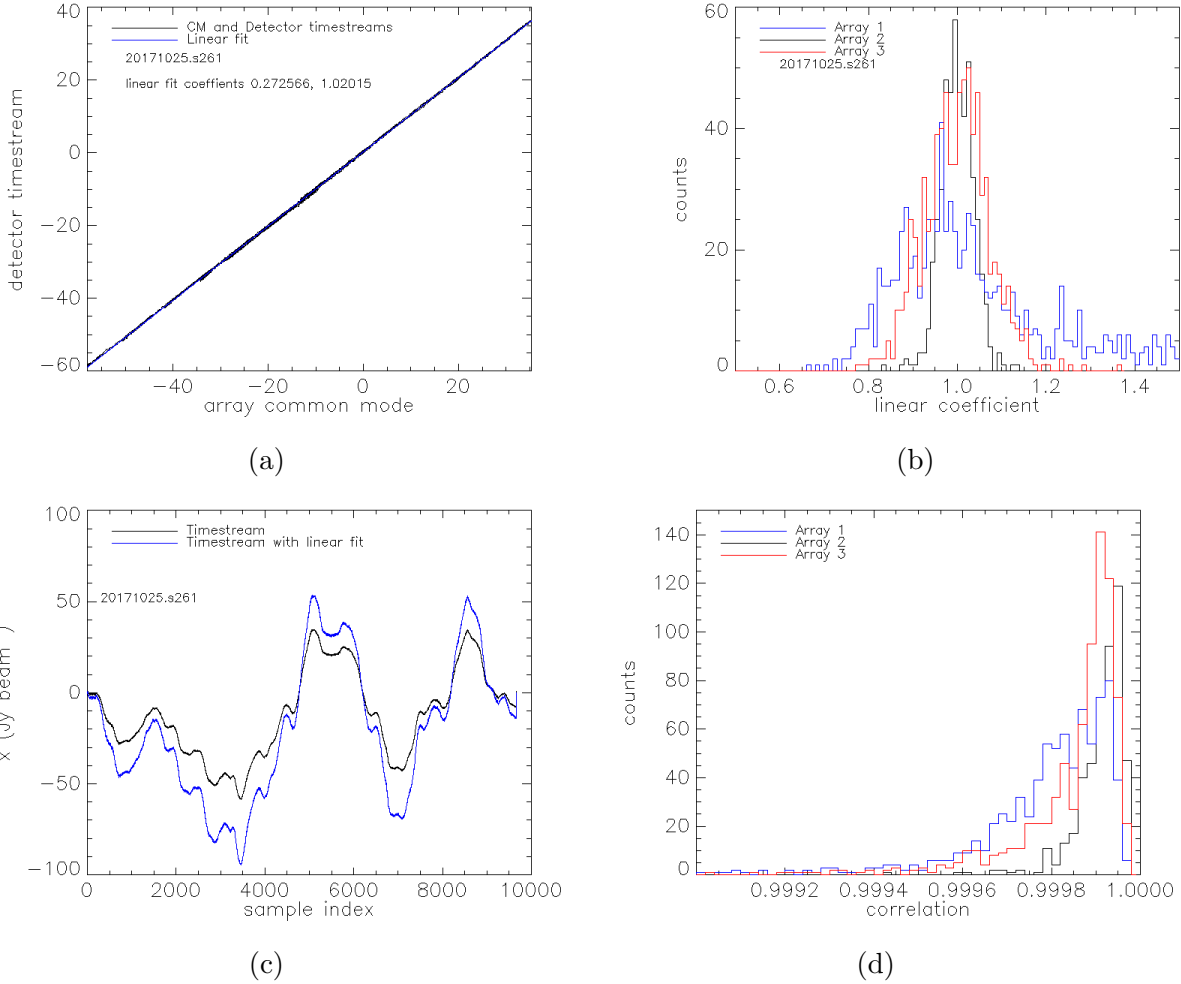 40
20
0
−20
−40
−60
detector timestream
CM and Detector timestreams
Linear fit
20171025.s261
linear fit coeffients 0.272566, 1.02015
−40 −20 0 20
array common mode
(a)
60
40
20
0
counts
Array 1
Array 2
Array 3
20171025.s261
0.6 0.8 1.0 1.2 1.4
linear coefficient
(b)
100
50
0
−50
−100
x (Jy beam )
Timestream
Timestream with linear fit
20171025.s261
0 2000 4000 6000 8000 10000
sample index
(c)
140
120
100
80
60
40
20
0
counts
Array 1
Array 2
Array 3
0.9992 0.9994 0.9996 0.9998 1.0000
correlation
(d)